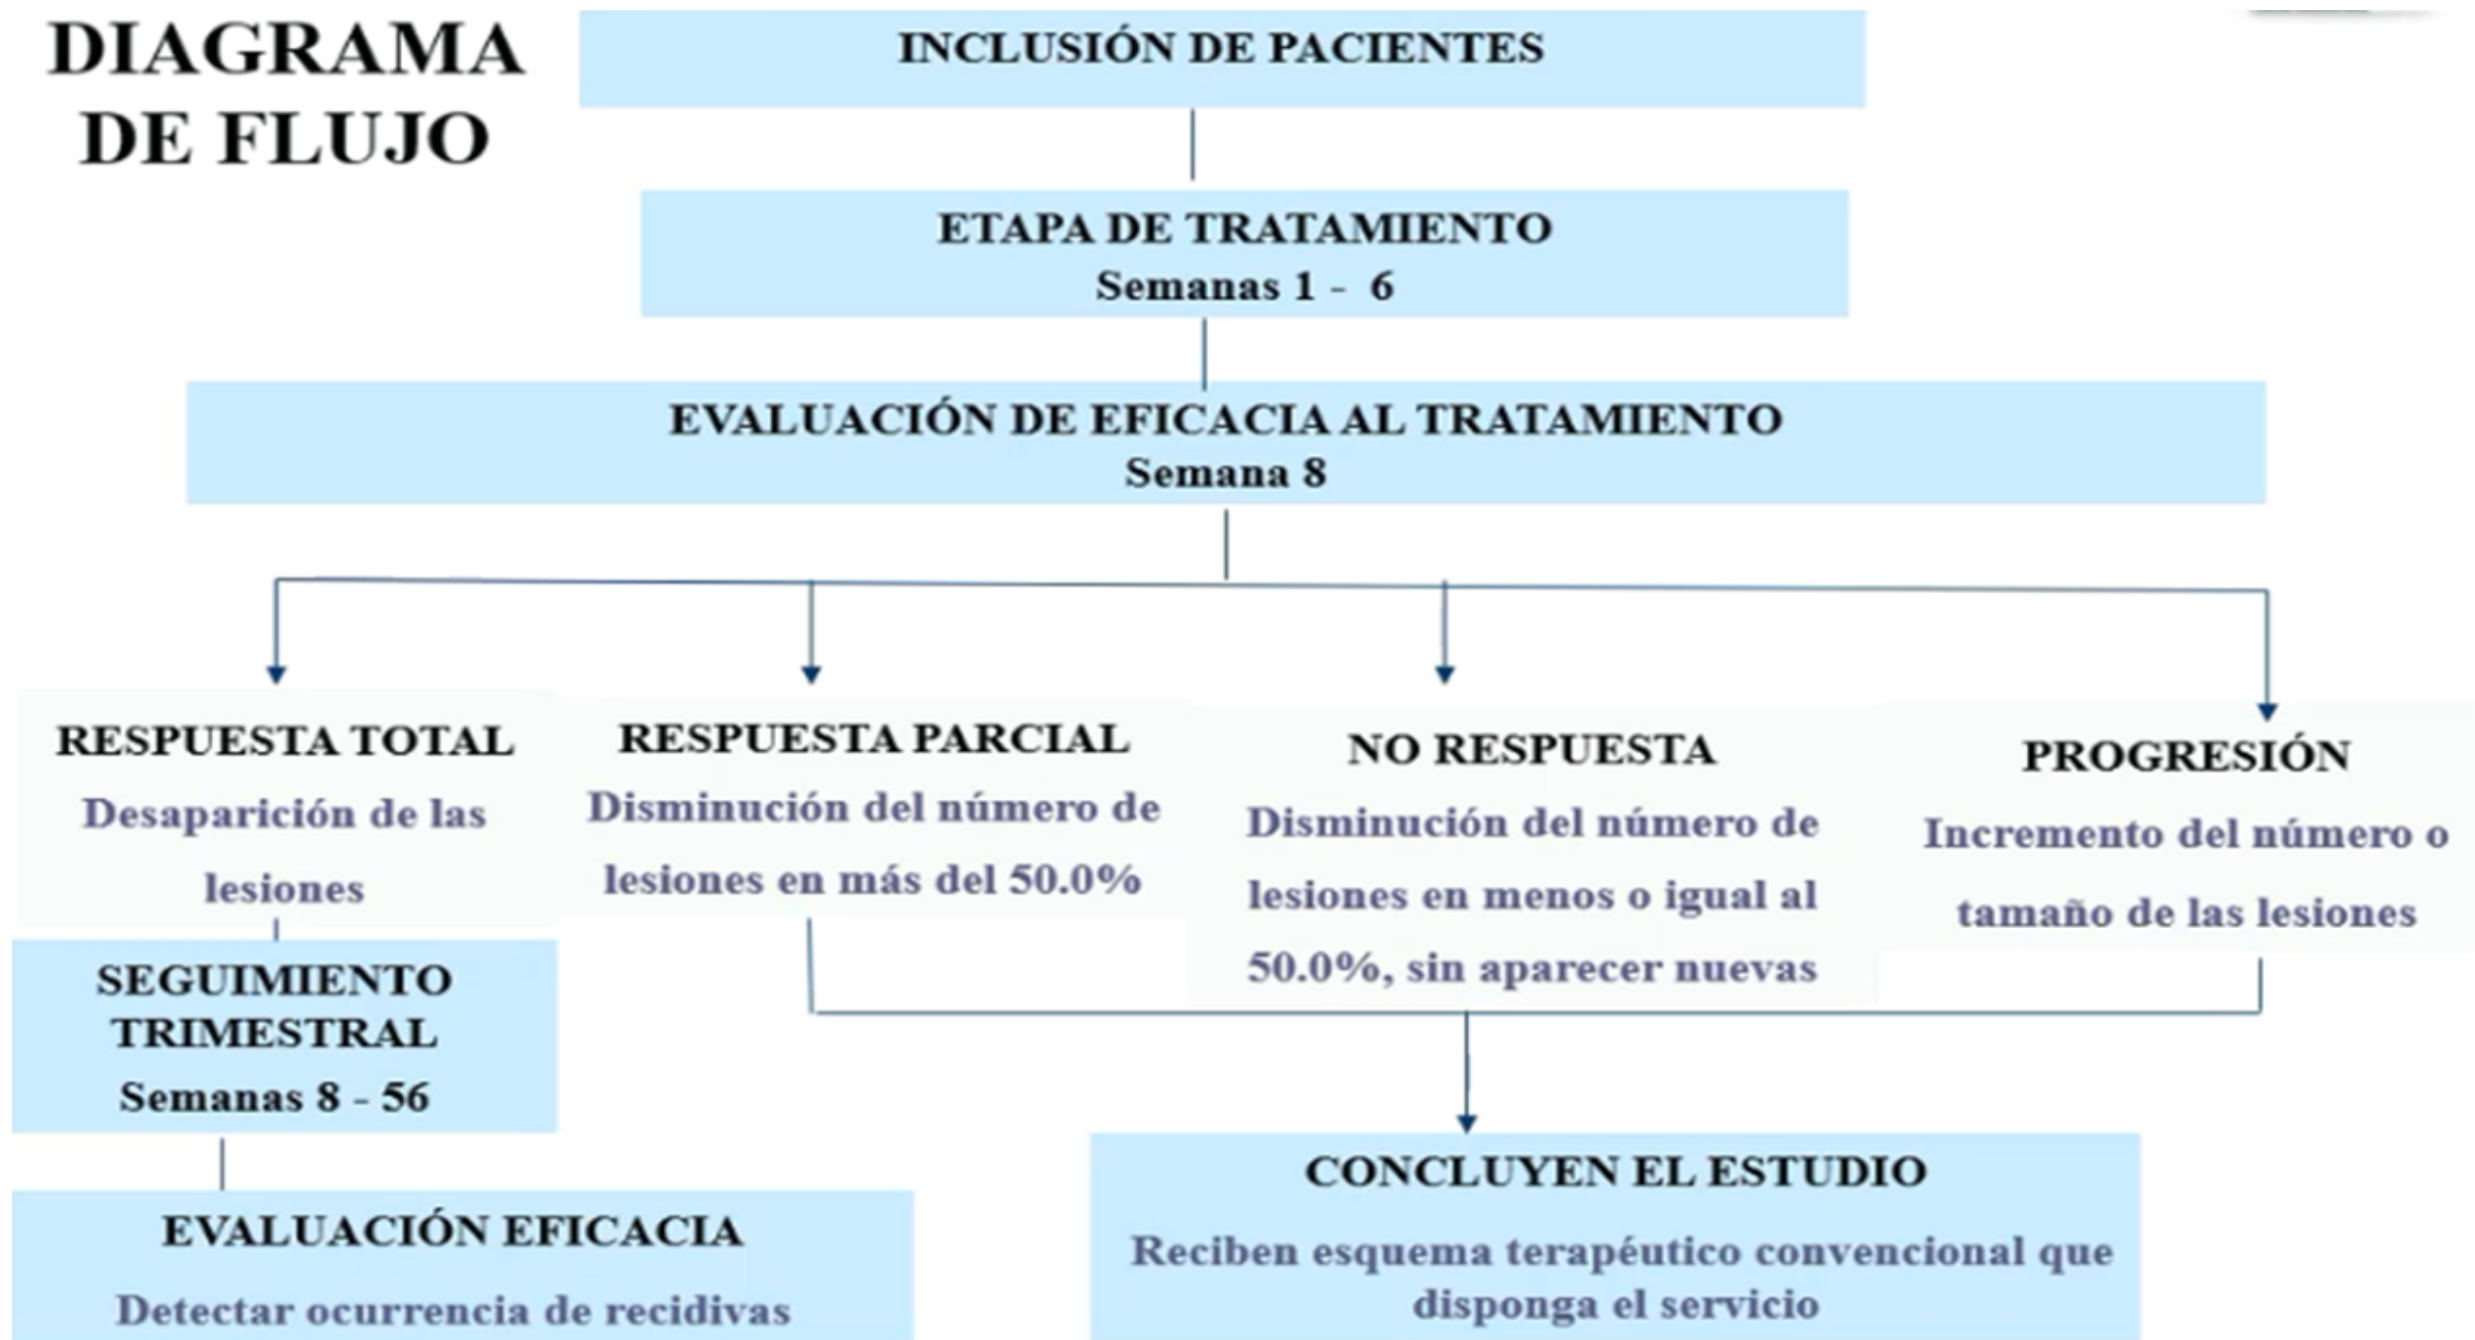 DIAGRAMA
DE FLUJO
INCLUSIÓN DE PACIENTES
ETAPA DE TRATAMIENTO
Semanas 1 - 6
EVALUACIÓN DE EFICACIA AL TRATAMIENTO
Semana 8
RESPUESTA TOTAL
Desaparición de las
lesiones
RESPUESTA PARCIAL
Disminución del número de
lesiones en más del 50.0%
NO RESPUESTA
Disminución del número de
lesiones en menos o igual al
50.0%, sin aparecer nuevas
PROGRESIÓN
Incremento del número o
tamaño de las lesiones
SEGUIMIENTO
TRIMESTRAL
Semanas 8 - 56
EVALUACIÓN EFICACIA
Detectar ocurrencia de recidivas
CONCLUYEN EL ESTUDIO
Reciben esquema terapéutico convencional que
disponga el servicio